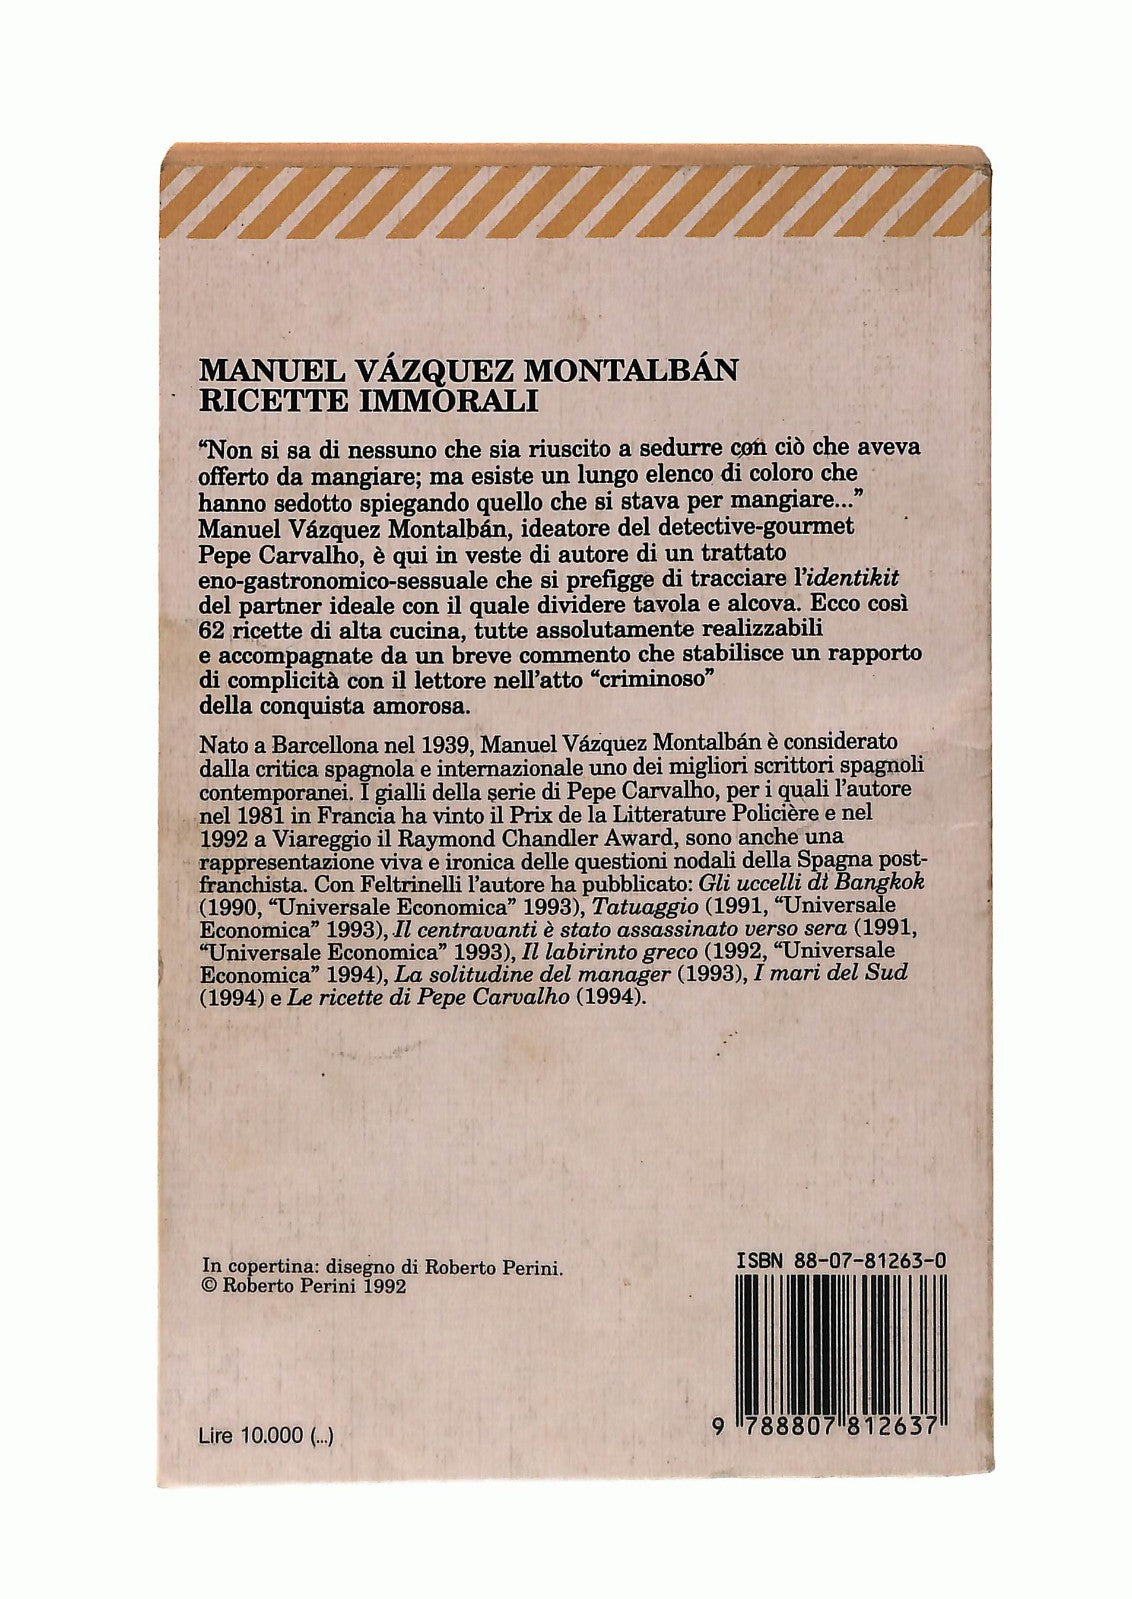 MANUEL VÁZQUEZ MONTALBÁN
RICETTE IMMORALI
“Non si sa di nessuno che sia riuscito a sedurre con ciò che aveva
offerto da mangiare; ma esiste un lungo elenco di coloro che
hanno sedotto spiegando quello che si stava per mangiare...”
Manuel Vázquez Montalbán, ideatore del detective-gourmet
Pepe Carvalho, è qui in veste di autore di un trattato
eno-gastronomico-sessuale che si prefigge di tracciare l'identikit
del partner ideale con il quale dividere tavola e alcova. Ecco così
62 ricette di alta cucina, tutte assolutamente realizzabili
e accompagnate da un breve commento che stabilisce un rapporto
di complicità con il lettore nell'atto “criminoso”
della conquista amorosa.
Nato a Barcellona nel 1939, Manuel Vázquez Montalbán è considerato
dalla critica spagnola e internazionale uno dei migliori scrittori spagnoli
contemporanei. I gialli della serie di Pepe Carvalho, per i quali l'autore
nel 1981 in Francia ha vinto il Prix de la Litterature Policière e nel
1992 a Viareggio il Raymond Chandler Award, sono anche una
rappresentazione viva e ironica delle questioni nodali della Spagna post-
franchista. Con Feltrinelli l'autore ha pubblicato: Gli uccelli di Bangkok
(1990, “Universale Economica” 1993), Tatuaggio (1991, “Universale
Economica” 1993), Il centravanti è stato assassinato verso sera (1991,
“Universale Economica” 1993), Il labirinto greco (1992, “Universale
Economica” 1994), La solitudine del manager (1993), I mari del Sud
(1994) e Le ricette di Pepe Carvalho (1994).
In copertina: disegno di Roberto Perini.
© Roberto Perini 1992
ISBN 88-07-81263-0
9 788807 812637
Lire 10.000 (...)